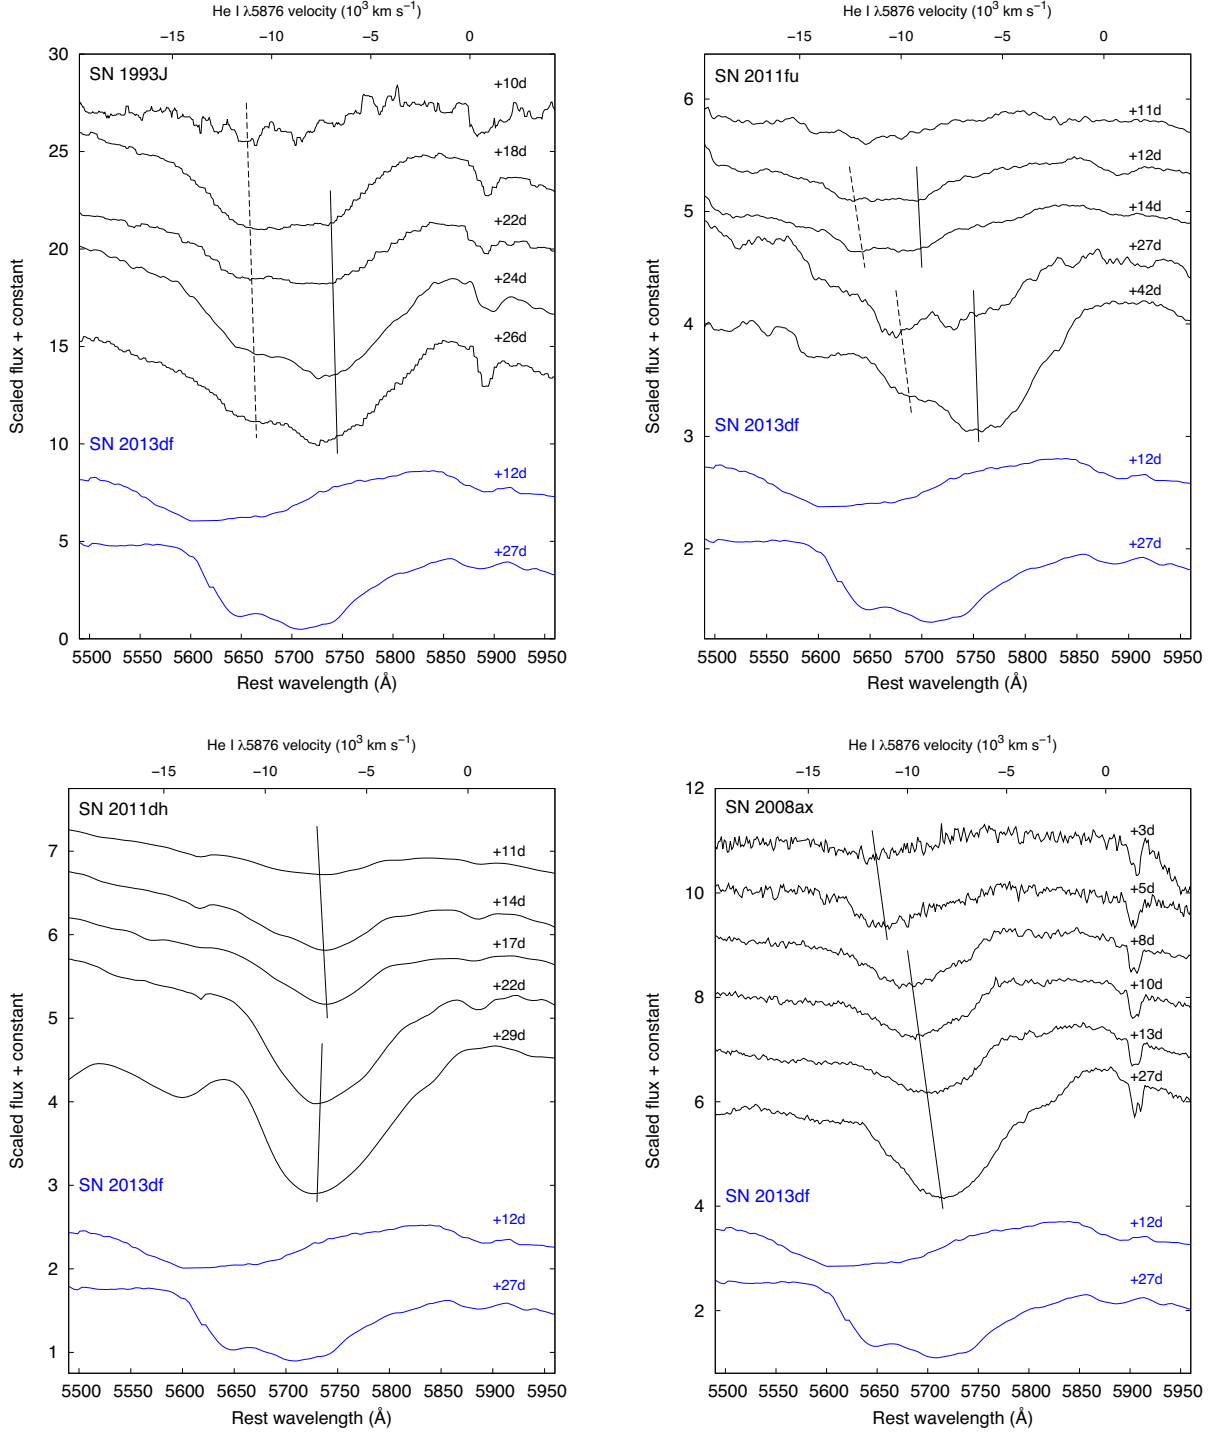 He I λ5876 velocity (10³ km s⁻¹)
−15 −10 −5 0
SN 1993J
30
25
20
15
10
5
0
Scaled flux + constant
+10d
+18d
+22d
+24d
+26d
SN 2013df
+12d
+27d
5500 5550 5600 5650 5700 5750 5800 5850 5900 5950
Rest wavelength (Å)
He I λ5876 velocity (10³ km s⁻¹)
−15 −10 −5 0
SN 2011fu
6
5
4
3
2
Scaled flux + constant
+11d
+12d
+14d
+27d
+42d
SN 2013df
+12d
+27d
5500 5550 5600 5650 5700 5750 5800 5850 5900 5950
Rest wavelength (Å)
He I λ5876 velocity (10³ km s⁻¹)
−15 −10 −5 0
SN 2011dh
7
6
5
4
3
2
1
Scaled flux + constant
+11d
+14d
+17d
+22d
+29d
SN 2013df
+12d
+27d
5500 5550 5600 5650 5700 5750 5800 5850 5900 5950
Rest wavelength (Å)
He I λ5876 velocity (10³ km s⁻¹)
−15 −10 −5 0
SN 2008ax
12
10
8
6
4
2
Scaled flux + constant
+3d
+5d
+8d
+10d
+13d
+27d
SN 2013df
+12d
+27d
5500 5550 5600 5650 5700 5750 5800 5850 5900 5950
Rest wavelength (Å)